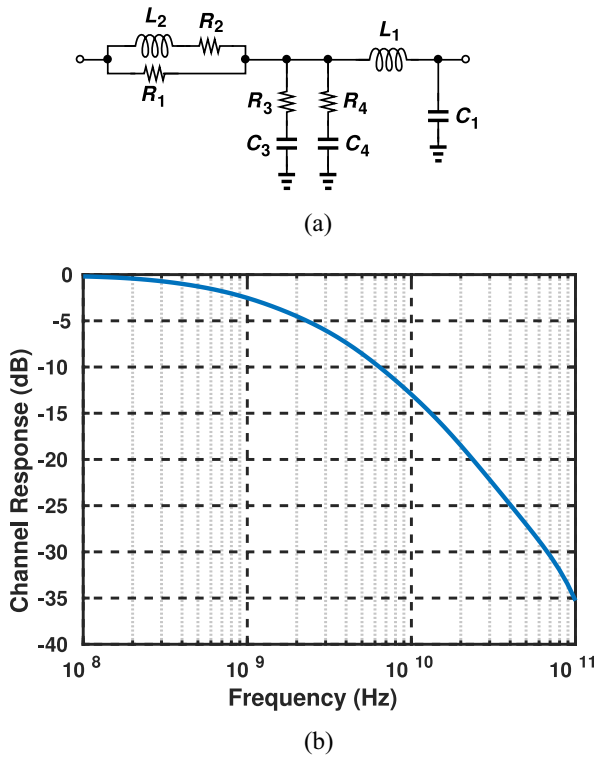 L2 R2
R1
L1
R3 R4
C1
C3 C4
(a)
0
-5
-10
-15
-20
-25
-30
-35
-40
Channel Response (dB)
10 8 10 9 10 10 10 11
Frequency (Hz)
(b)